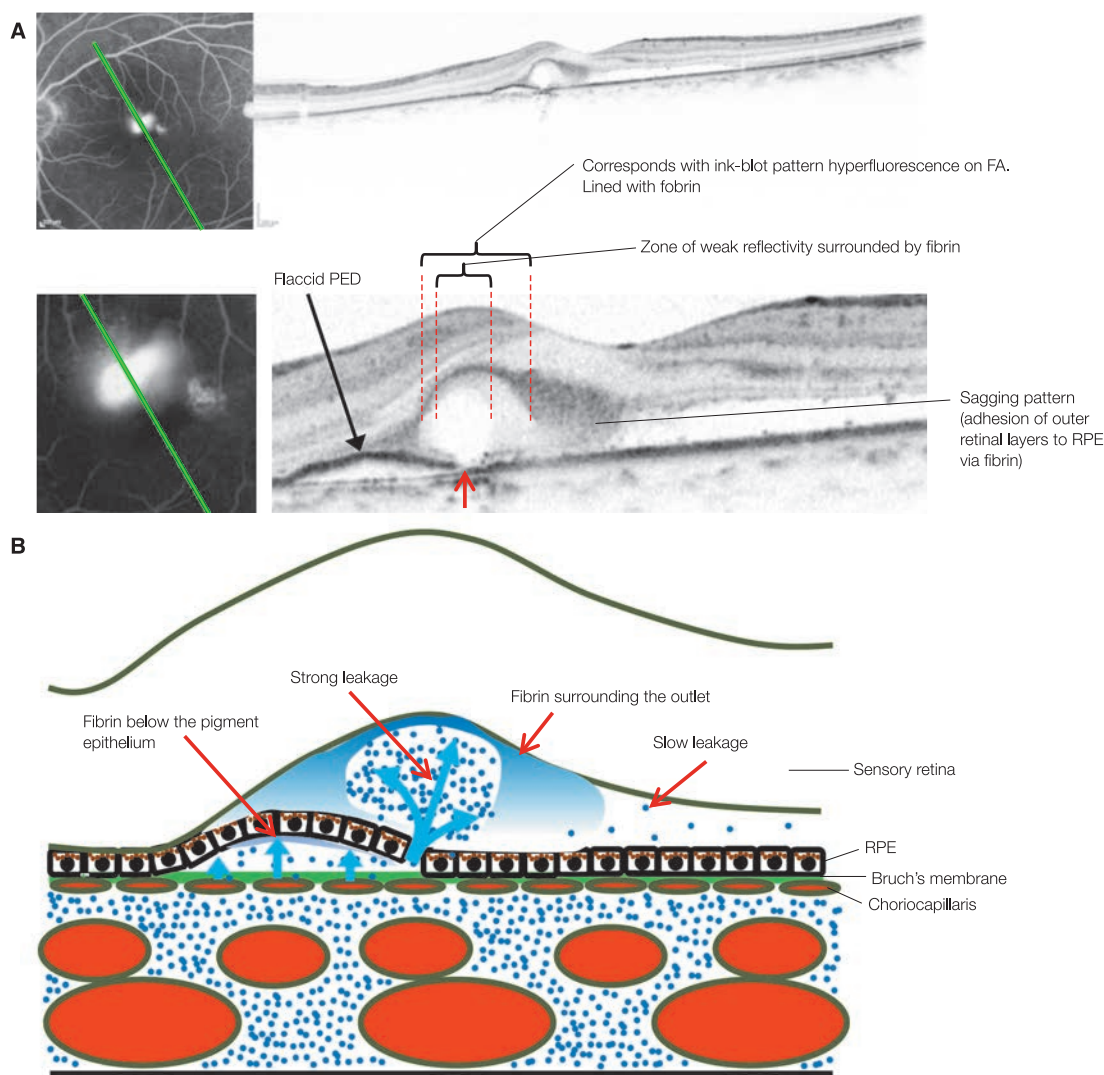 A
Corresponds with ink-blot pattern hyperfluorescence on FA.
Lined with fobrin
Zone of weak reflectivity surrounded by fibrin
Flaccid PED
Sagging pattern
(adhesion of outer
retinal layers to RPE
via fibrin)
B
Strong leakage
Fibrin surrounding the outlet
Fibrin below the pigment
epithelium
Slow leakage
Sensory retina
RPE
Bruch's membrane
Choriocapillaris